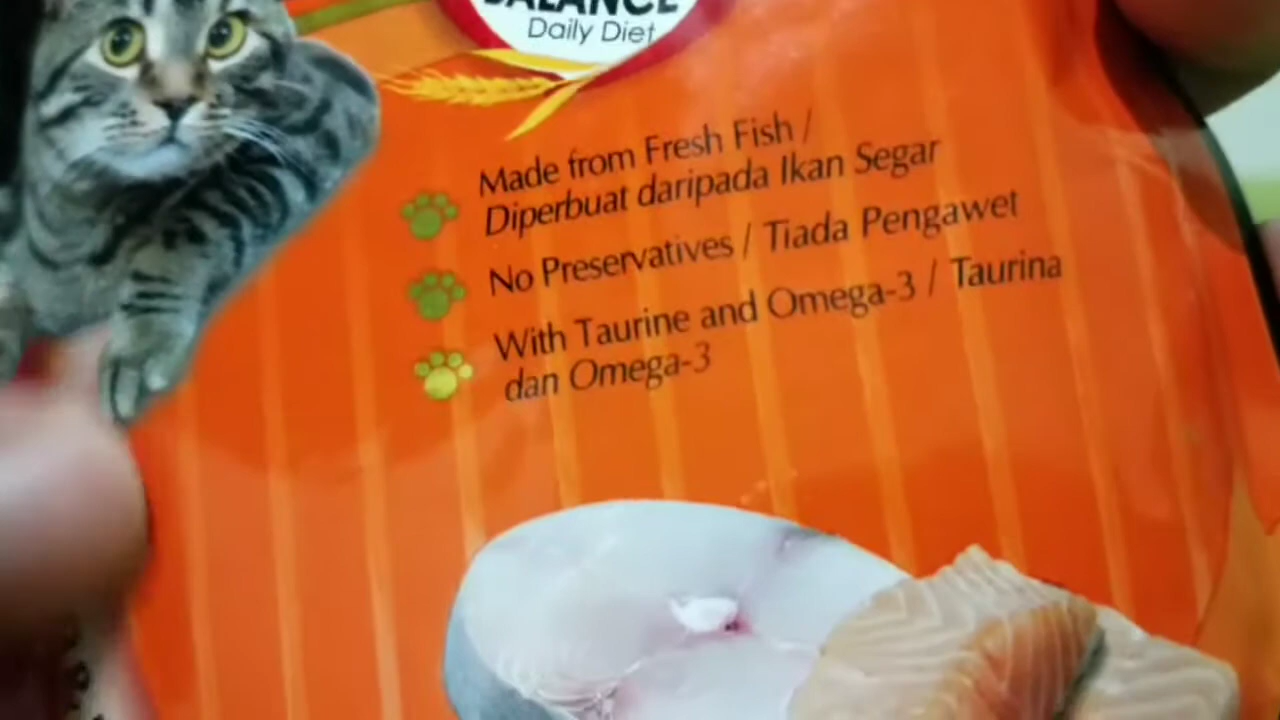 BALANCE
Daily Diet
Made from Fresh Fish /
Diperbuat daripada Ikan Segar
No Preservatives / Tiada Pengawet
With Taurine and Omega-3 / Taurina
dan Omega-3